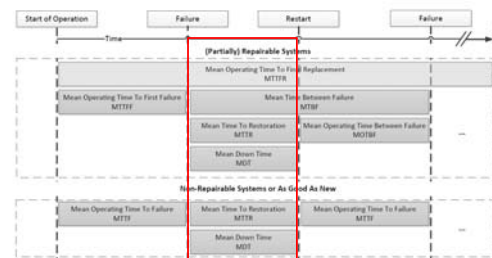 Start of Operation Failure Restart Failure
Time
(Partially) Repairable Systems
Mean Operating Time To Final Replacement
MTTFR
Mean Operating Time To First Failure Mean Time Between Failure
MTTFF MTBF
Mean Time To Restoration Mean Operating Time Between Failure
MTTR MOTBF
...
Mean Down Time
MDT
Non-Repairable Systems or As Good As New
Mean Operating Time To Failure Mean Time To Restoration Mean Operating Time To Failure
MTTF MTTR MTTF
...
Mean Down Time
MDT